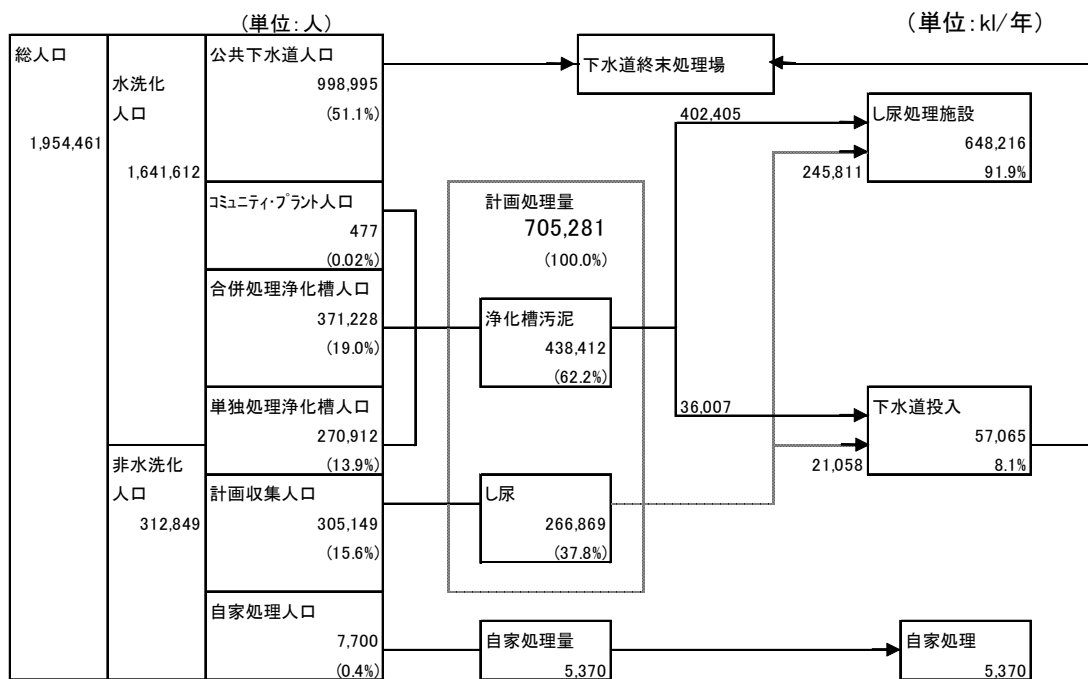 (単位:人)
(単位:kl/年)
総人口
1,954,461
水洗化
人口
1,641,612
非水洗化
人口
312,849
公共下水道人口
998,995
(51.1%)
コミュニティ・プラント人口
477
(0.02%)
合併処理浄化槽人口
371,228
(19.0%)
単独処理浄化槽人口
270,912
(13.9%)
計画収集人口
305,149
(15.6%)
自家処理人口
7,700
(0.4%)
計画処理量
705,281
(100.0%)
浄化槽汚泥
438,412
(62.2%)
し尿
266,869
(37.8%)
自家処理量
5,370
下水道終末処理場
402,405
245,811
し尿処理施設
648,216
91.9%
36,007
21,058
下水道投入
57,065
8.1%
自家処理
5,370